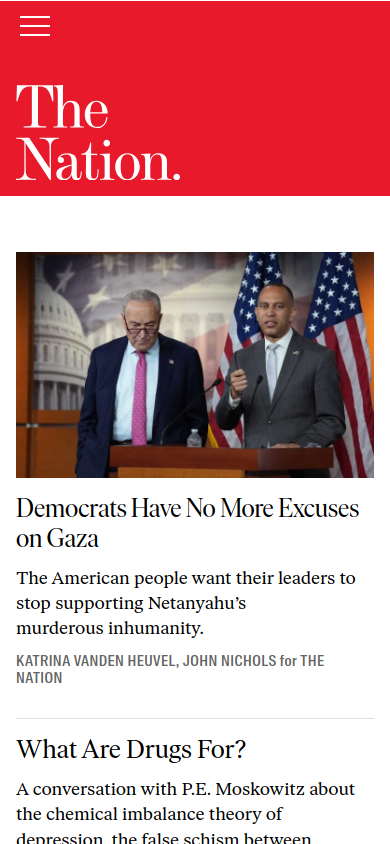 The
Nation.
Democrats Have No More Excuses
on Gaza
The American people want their leaders to
stop supporting Netanyahu’s
murderous inhumanity.
KATRINA VANDEN HEUVEL, JOHN NICHOLS for THE
NATION
What Are Drugs For?
A conversation with P.E. Moskowitz about
the chemical imbalance theory of
depression, the false schism between